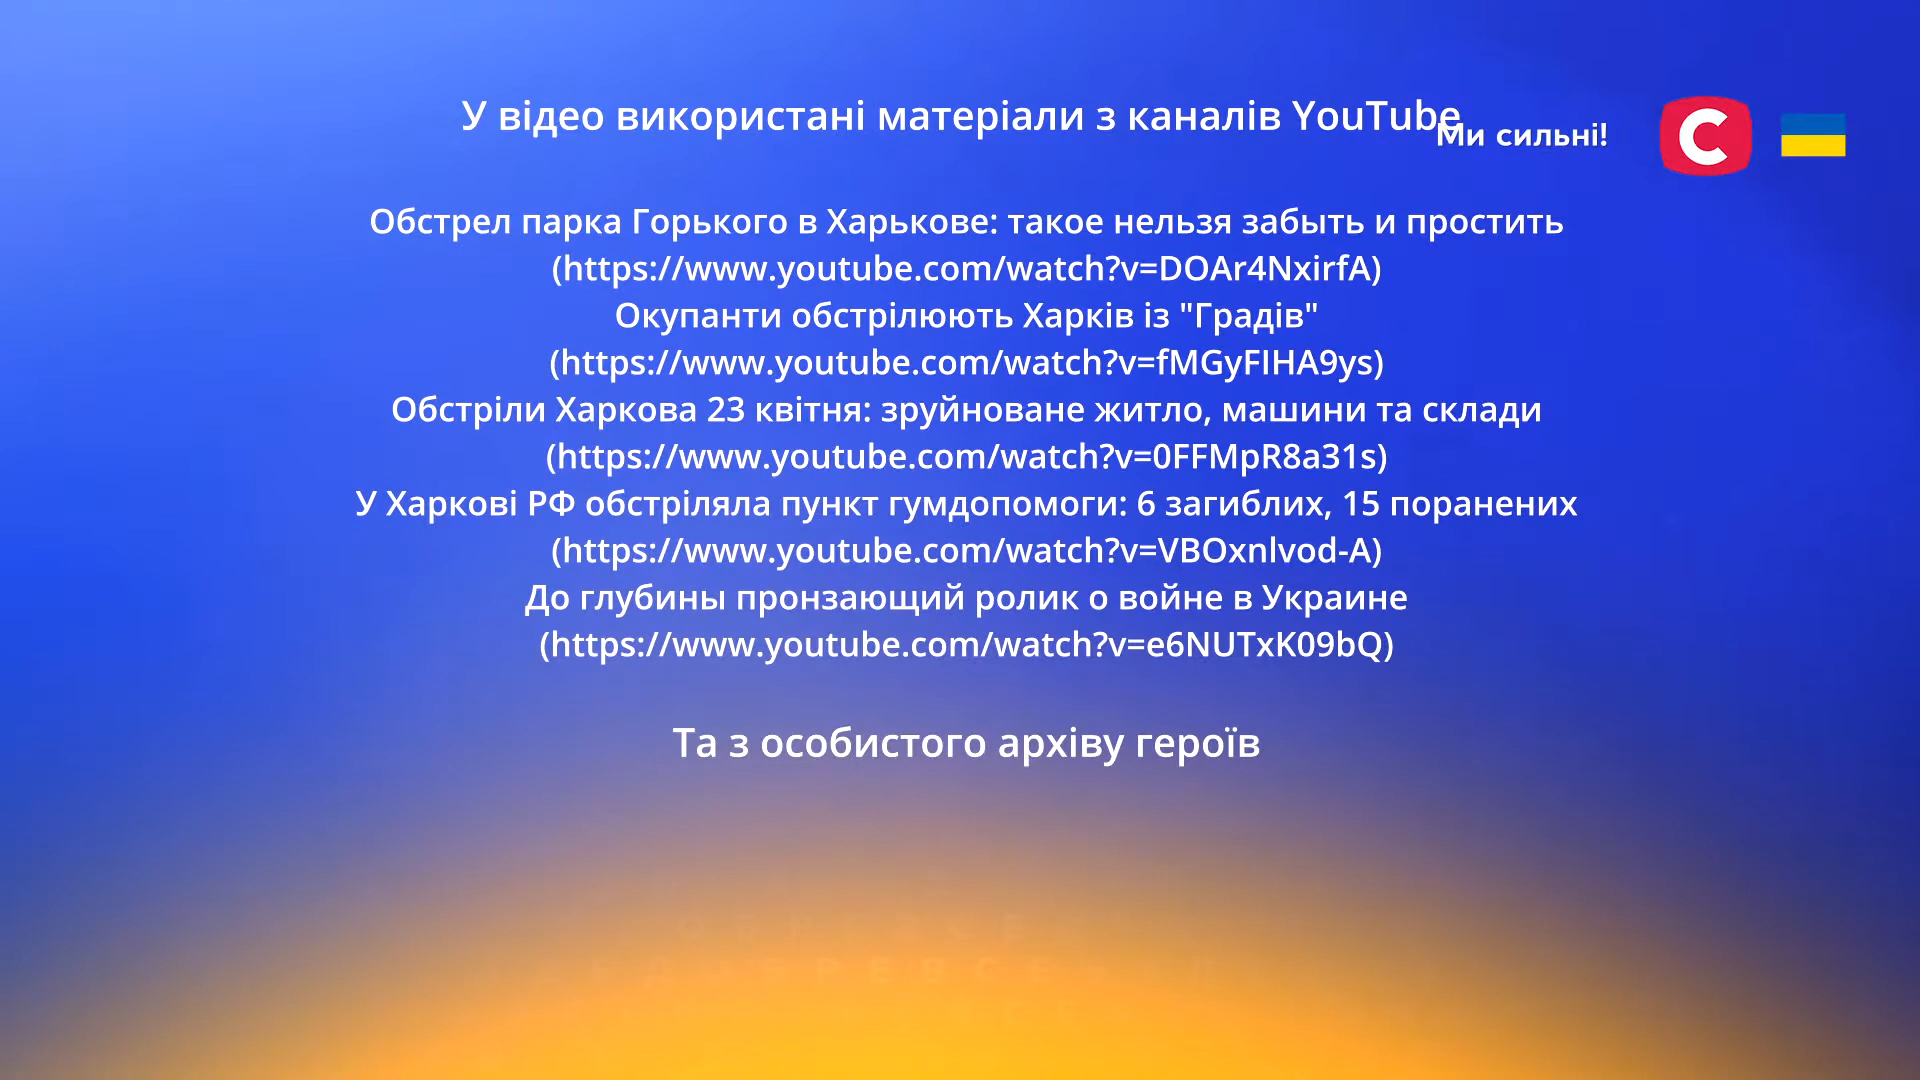 У відео використані матеріали з каналів YouTube
Ми сильні!
Обстрел парка Горького в Харькове: такое нельзя забыть и простить
(https://www.youtube.com/watch?v=DOAr4NxirfA)
Окупанти обстрілюють Харків із "Градів"
(https://www.youtube.com/watch?v=fMGyFIHA9ys)
Обстріли Харкова 23 квітня: зруйноване житло, машини та склади
(https://www.youtube.com/watch?v=0FFMpR8a31s)
У Харкові РФ обстріляла пункт гумдопомоги: 6 загиблих, 15 поранених
(https://www.youtube.com/watch?v=VBOxnlvod-A)
До глубины пронзающий ролик о войне в Украине
(https://www.youtube.com/watch?v=e6NUTxK09bQ)
Та з особистого архіву героїв